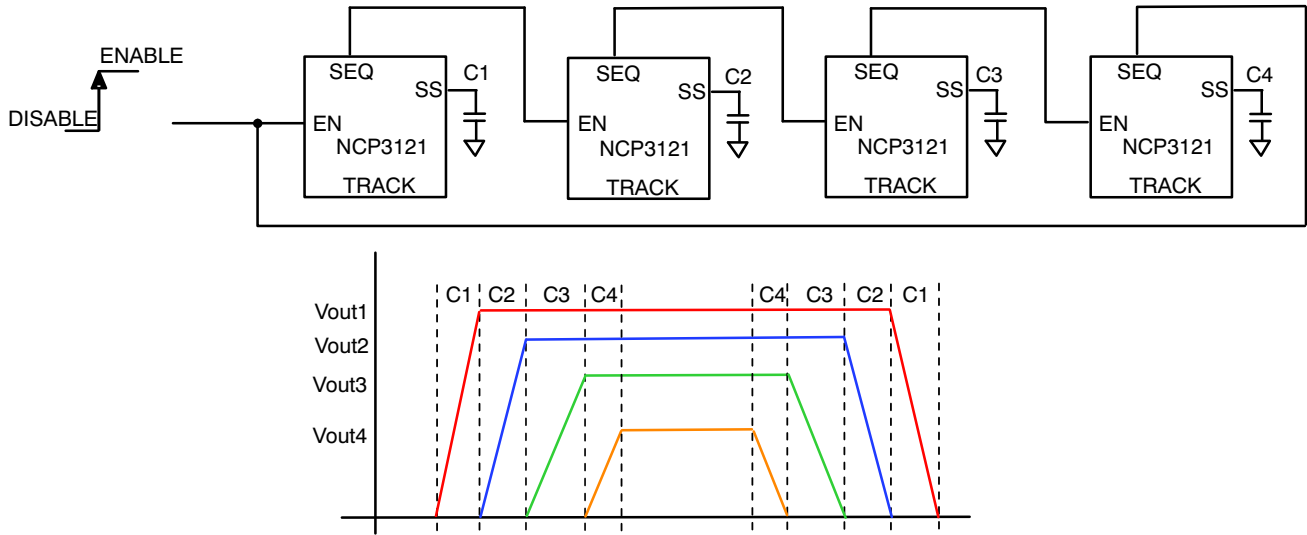 ENABLE
DISABLE
SEQ
SS
C1
EN
NCP3121
TRACK
SEQ
SS
C2
EN
NCP3121
TRACK
SEQ
SS
C3
EN
NCP3121
TRACK
SEQ
SS
C4
EN
NCP3121
TRACK
C1 C2 C3 C4 C4 C3 C2 C1
Vout1
Vout2
Vout3
Vout4